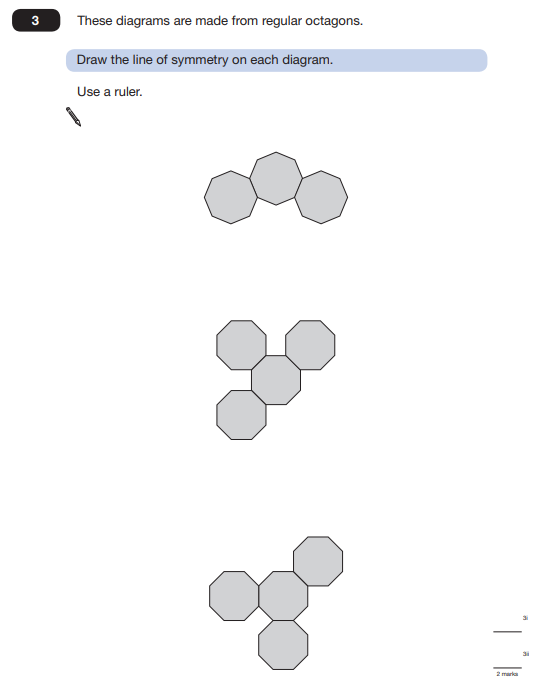 3
These diagrams are made from regular octagons.
Draw the line of symmetry on each diagram.
Use a ruler.
3i
3ii
2 marks